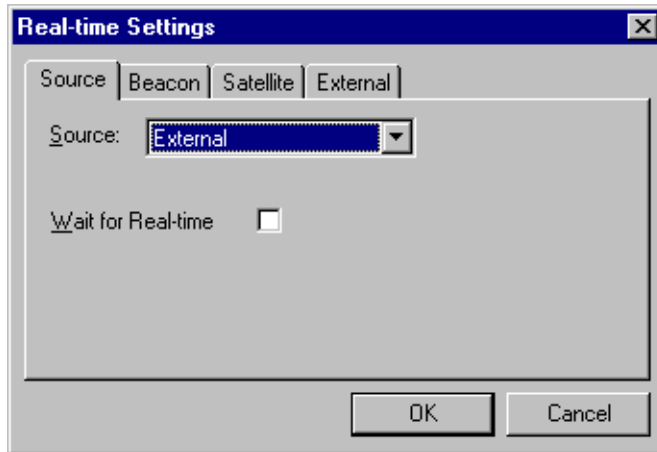 Real-time Settings
Source Beacon Satellite External
Source: External
Wait for Real-time
OK Cancel